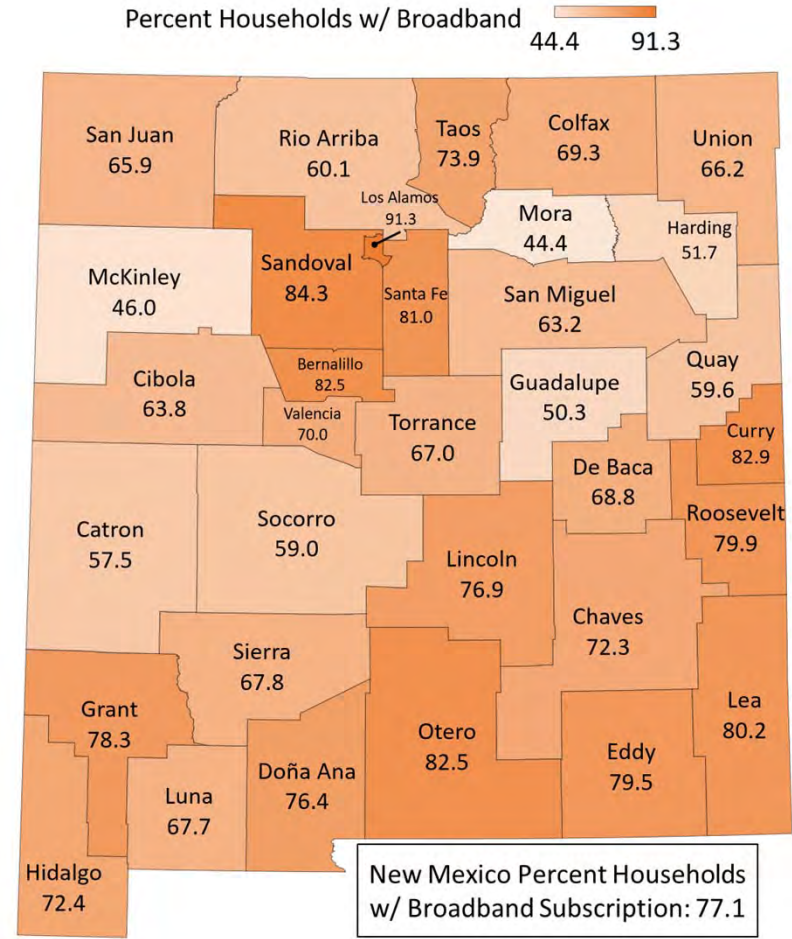 Percent Households w/ Broadband
44.4 91.3
San Juan
65.9
Rio Arriba
60.1
Taos
73.9
Colfax
69.3
Union
66.2
Los Alamos
91.3
Mora
44.4
Harding
51.7
McKinley
46.0
Sandoval
84.3
Santa Fe
81.0
San Miguel
63.2
Quay
59.6
Cibola
63.8
Bernalillo
82.5
Guadalupe
50.3
Valencia
70.0
Torrance
67.0
Curry
82.9
De Baca
68.8
Roosevelt
79.9
Catron
57.5
Socorro
59.0
Lincoln
76.9
Chaves
72.3
Sierra
67.8
Grant
78.3
Otero
82.5
Lea
80.2
Doña Ana
76.4
Eddy
79.5
Luna
67.7
Hidalgo
72.4
New Mexico Percent Households
w/ Broadband Subscription: 77.1